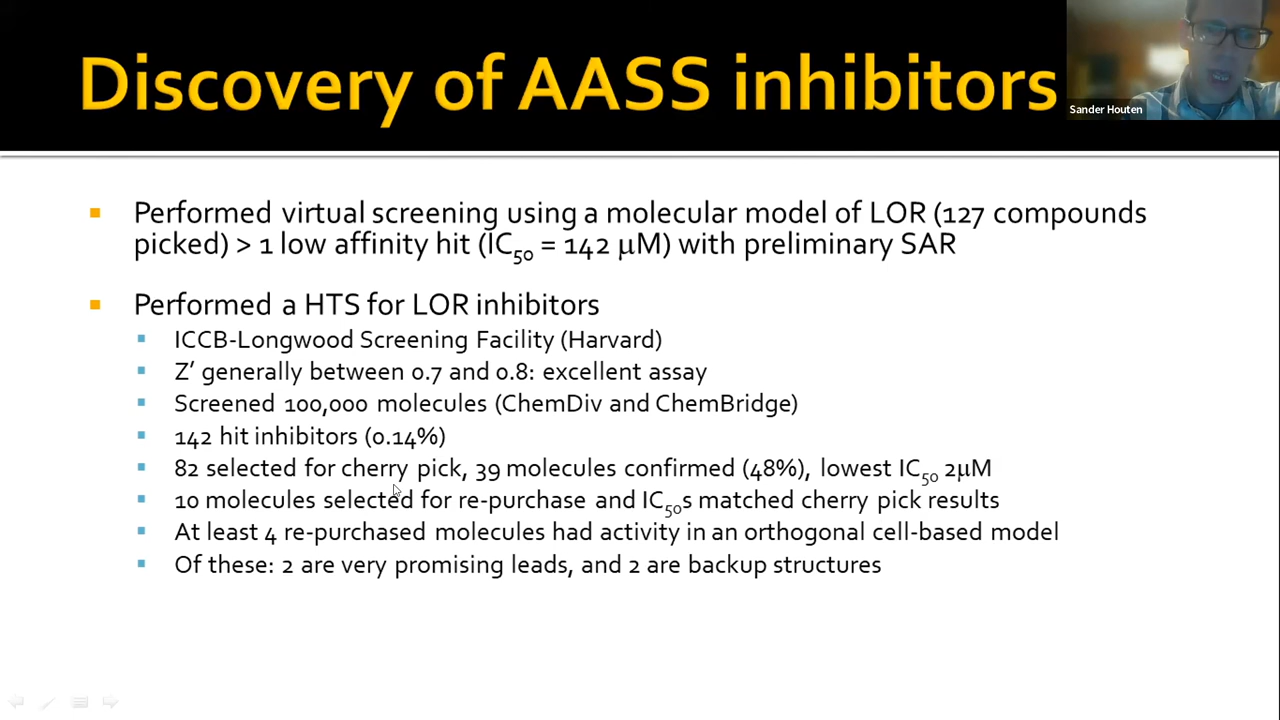 Discovery of AASS inhibitors
Sander Houten
▪ Performed virtual screening using a molecular model of LOR (127 compounds
picked) > 1 low affinity hit (IC₅₀ = 142 µM) with preliminary SAR
▪ Performed a HTS for LOR inhibitors
▪ ICCB-Longwood Screening Facility (Harvard)
▪ Z’ generally between 0.7 and 0.8: excellent assay
▪ Screened 100,000 molecules (ChemDiv and ChemBridge)
▪ 142 hit inhibitors (0.14%)
▪ 82 selected for cherry pick, 39 molecules confirmed (48%), lowest IC₅₀ 2µM
▪ 10 molecules selected for re-purchase and IC₅₀s matched cherry pick results
▪ At least 4 re-purchased molecules had activity in an orthogonal cell-based model
▪ Of these: 2 are very promising leads, and 2 are backup structures